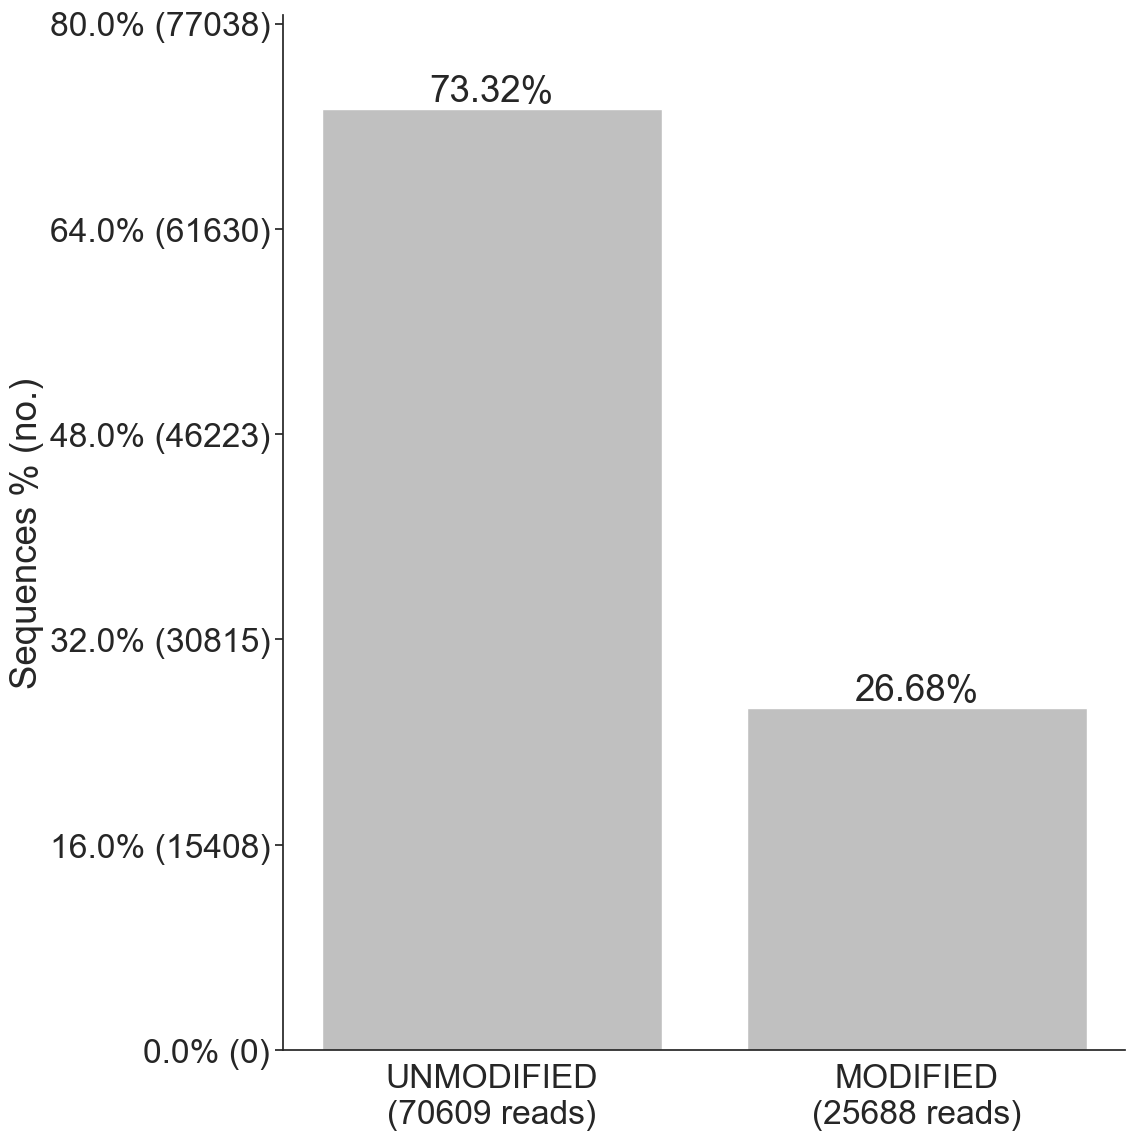 80.0% (77038)
73.32%
64.0% (61630)
Sequences % (no.)
48.0% (46223)
32.0% (30815)
26.68%
16.0% (15408)
0.0% (0)
UNMODIFIED
(70609 reads)
MODIFIED
(25688 reads)